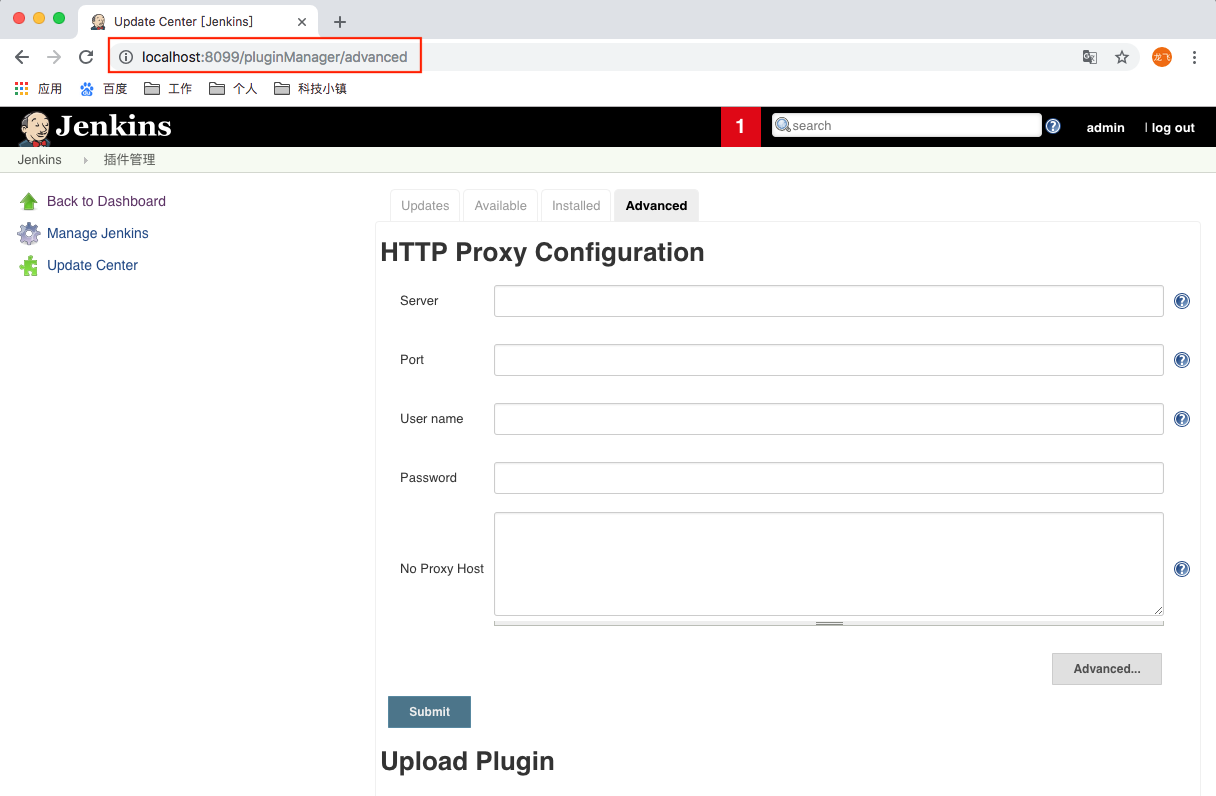 Update Center [Jenkins]
localhost:8099/pluginManager/advanced
龙飞
应用 百度 工作 个人 科技小镇
Jenkins 1 search admin | log out
Jenkins 插件管理
Back to Dashboard
Manage Jenkins
Update Center
Updates Available Installed Advanced
HTTP Proxy Configuration
Server
Port
User name
Password
No Proxy Host
Advanced...
Submit
Upload Plugin